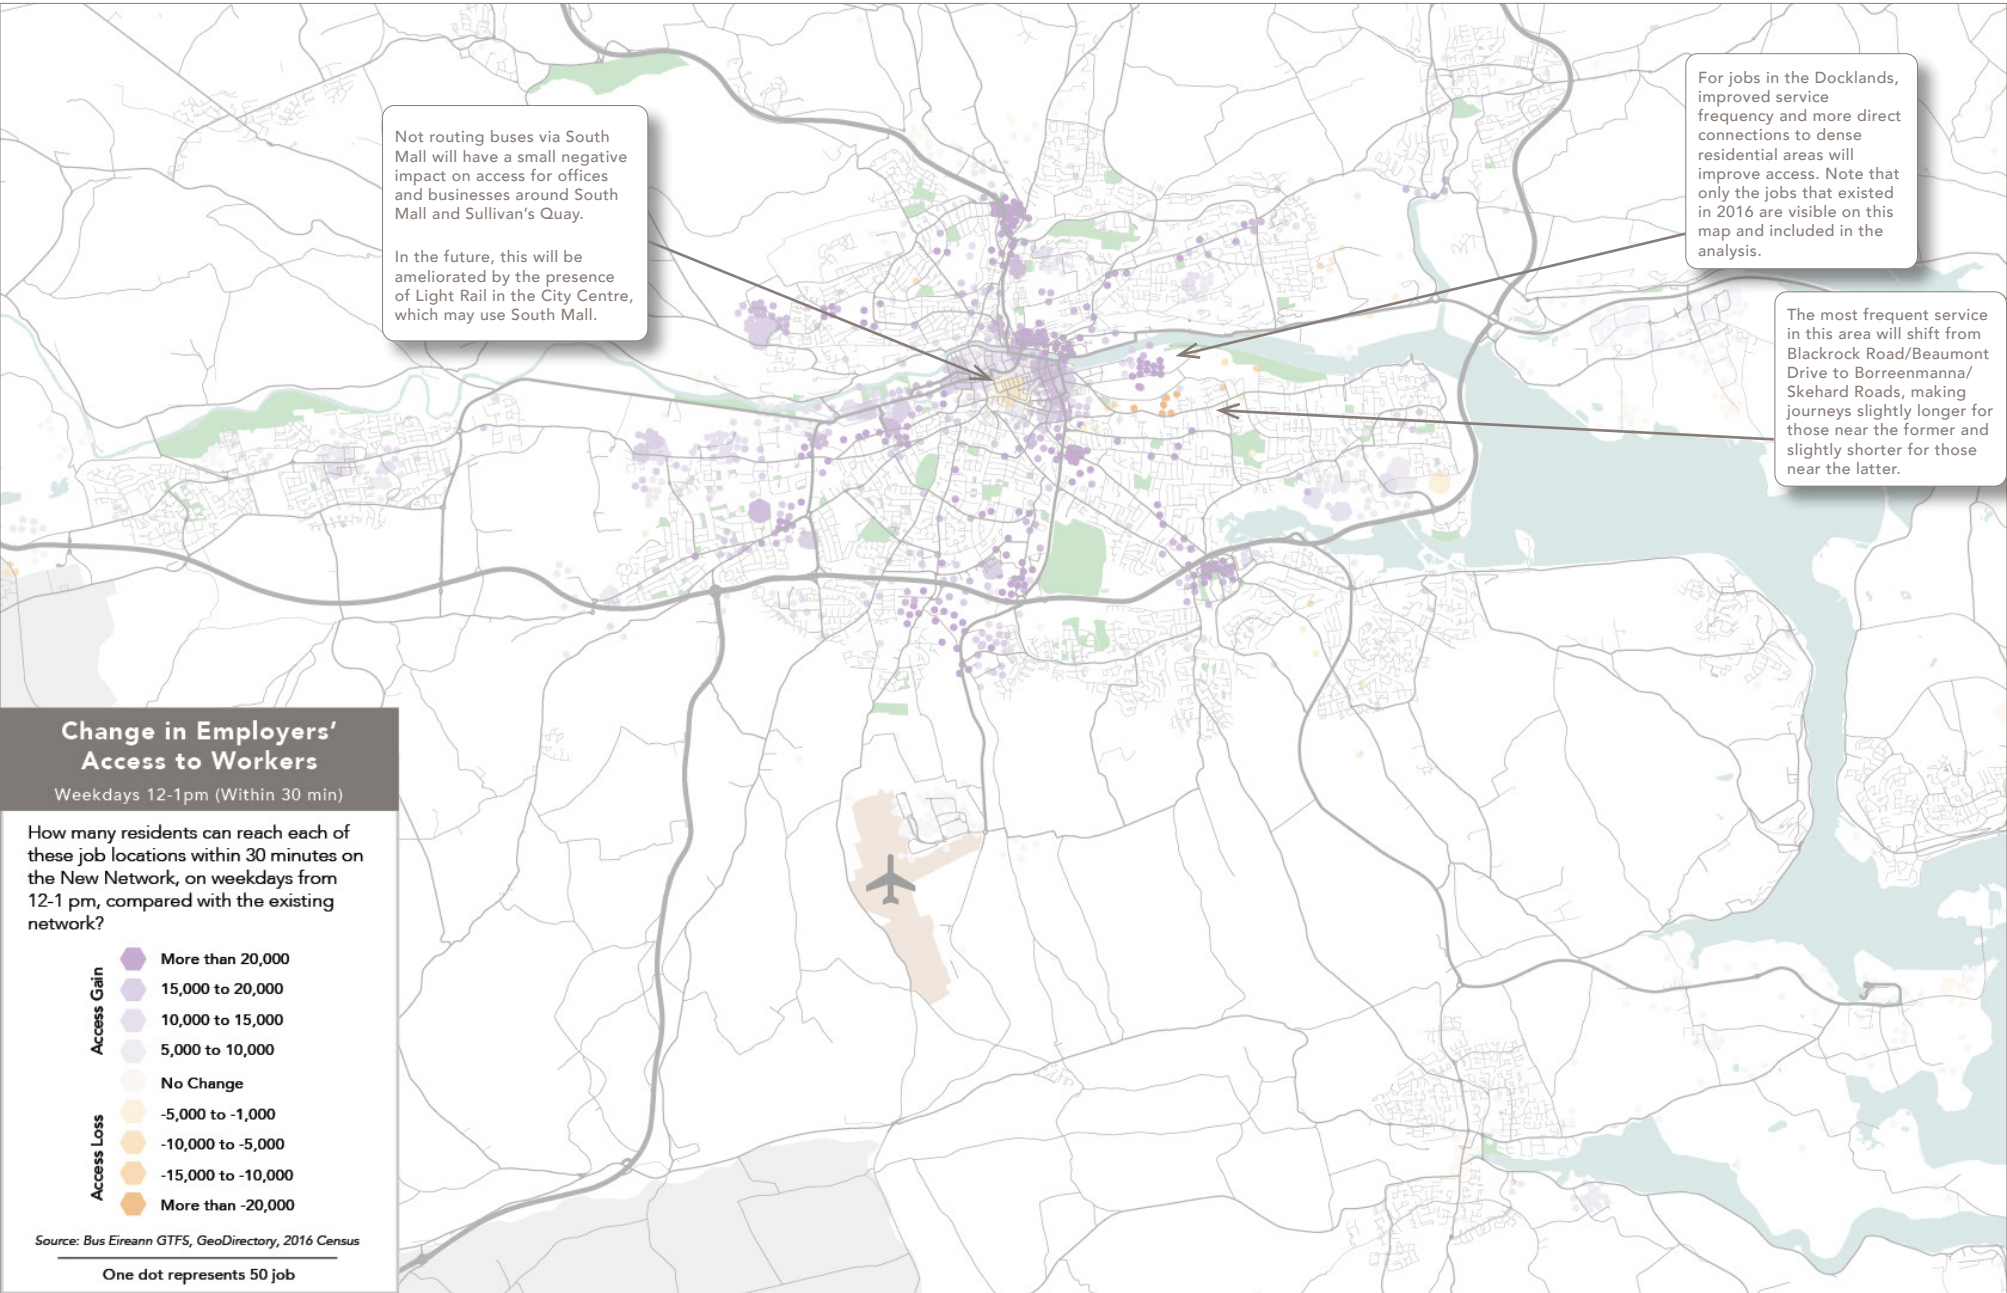 Not routing buses via South
Mall will have a small negative
impact on access for offices
and businesses around South
Mall and Sullivan's Quay.
In the future, this will be
ameliorated by the presence
of Light Rail in the City Centre,
which may use South Mall.
For jobs in the Docklands,
improved service
frequency and more direct
connections to dense
residential areas will
improve access. Note that
only the jobs that existed
in 2016 are visible on this
map and included in the
analysis.
The most frequent service
in this area will shift from
Blackrock Road/Beaumont
Drive to Borreenmanna/
Skehard Roads, making
journeys slightly longer for
those near the former and
slightly shorter for those
near the latter.
Change in Employers'
Access to Workers
Weekdays 12-1pm (Within 30 min)
How many residents can reach each of
these job locations within 30 minutes on
the New Network, on weekdays from
12-1 pm, compared with the existing
network?
Access Gain
More than 20,000
15,000 to 20,000
10,000 to 15,000
5,000 to 10,000
No Change
Access Loss
-5,000 to -1,000
-10,000 to -5,000
-15,000 to -10,000
More than -20,000
Source: Bus Eireann GTFS, GeoDirectory, 2016 Census
One dot represents 50 job